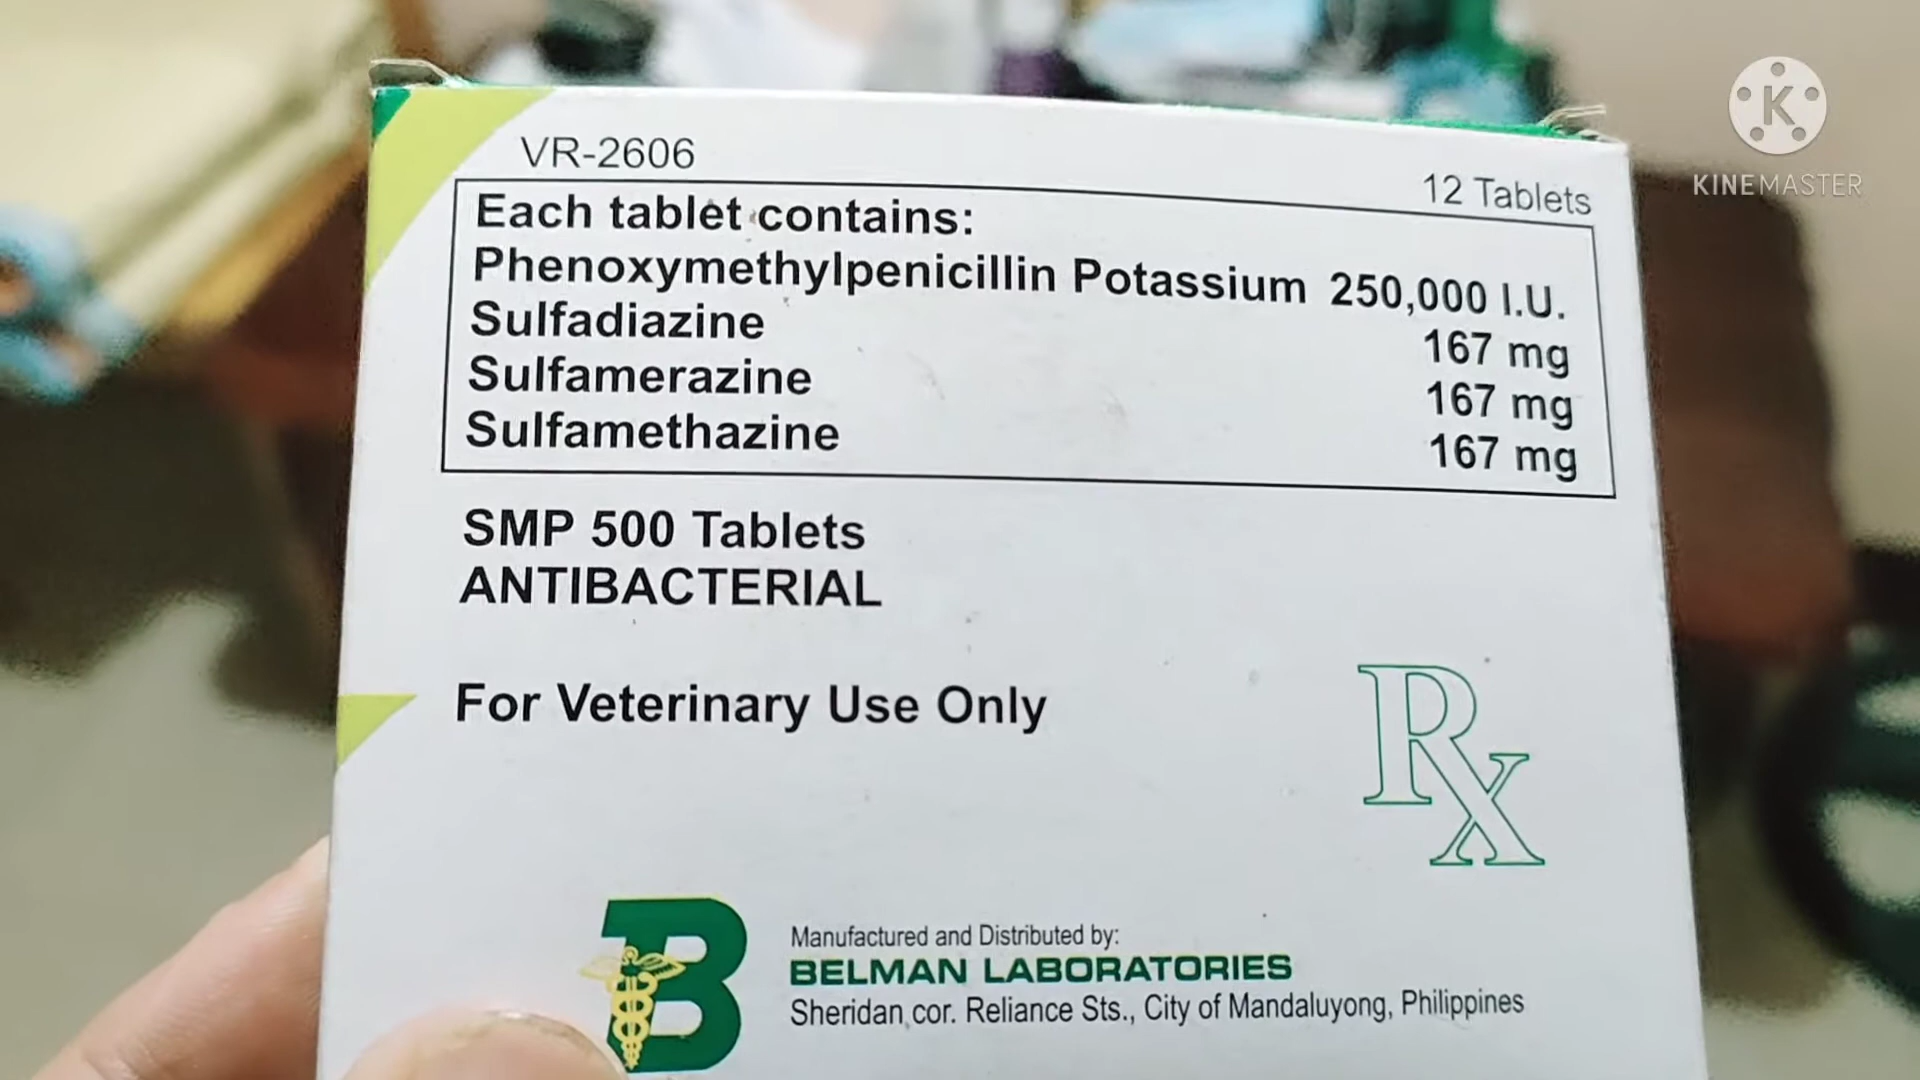 VR-2606
12 Tablets
Each tablet contains:
Phenoxymethylpenicillin Potassium 250,000 I.U.
Sulfadiazine 167 mg
Sulfamerazine 167 mg
Sulfamethazine 167 mg
SMP 500 Tablets
ANTIBACTERIAL
For Veterinary Use Only
Rx
B
Manufactured and Distributed by:
BELMAN LABORATORIES
Sheridan cor. Reliance Sts., City of Mandaluyong, Philippines
K
KINEMASTER